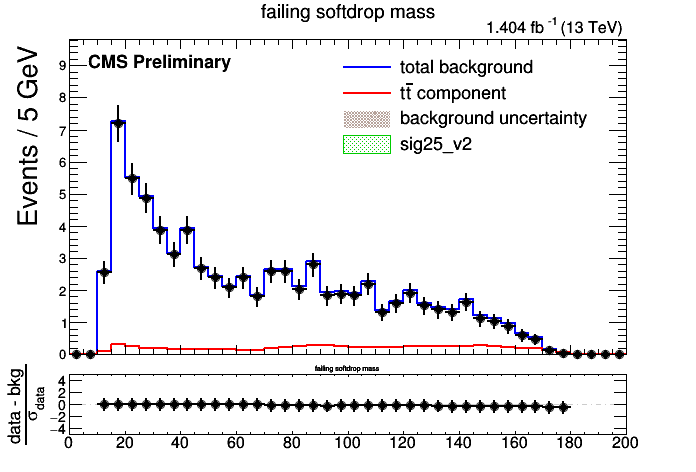 failing softdrop mass
1.404 fb⁻¹ (13 TeV)
CMS Preliminary
total background
tt̄ component
background uncertainty
sig25_v2
Events / 5 GeV
9
8
7
6
5
4
3
2
1
0
failing softdrop mass
data - bkg
σ data
4
2
0
−2
−4
0 20 40 60 80 100 120 140 160 180 200